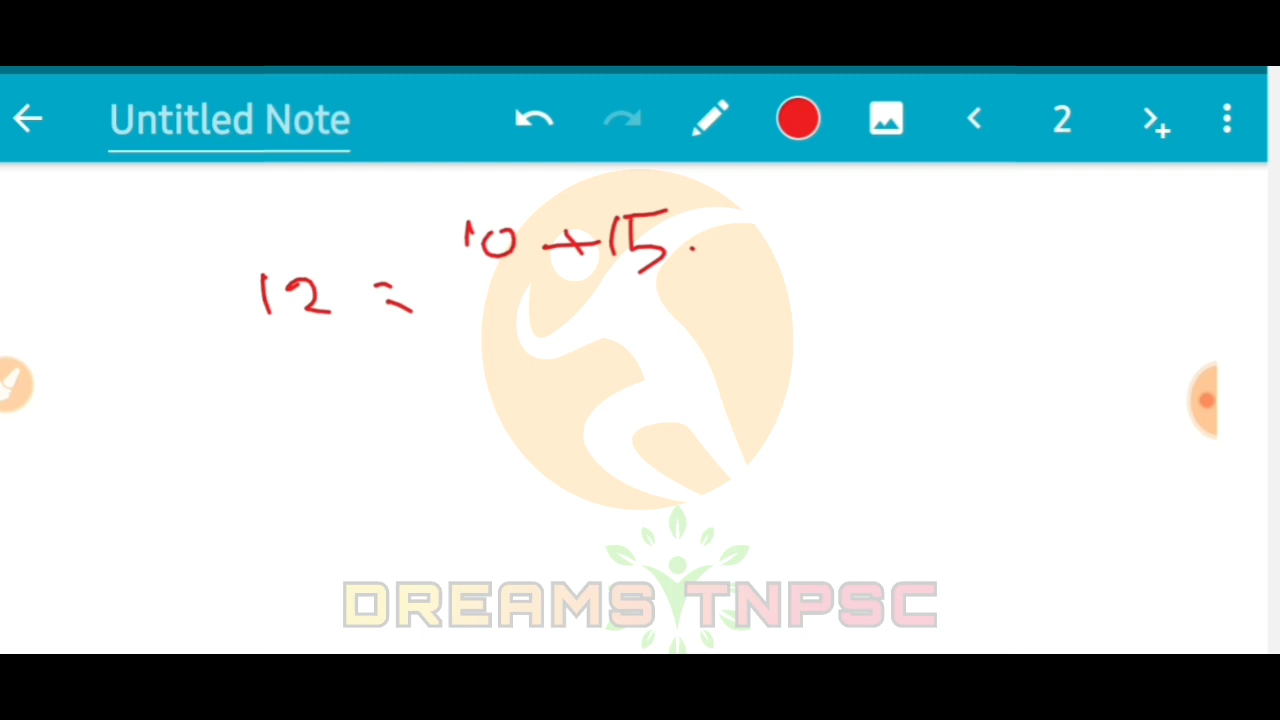 Untitled Note
2
10 + 15.
12 =
DREAMS TNPSC